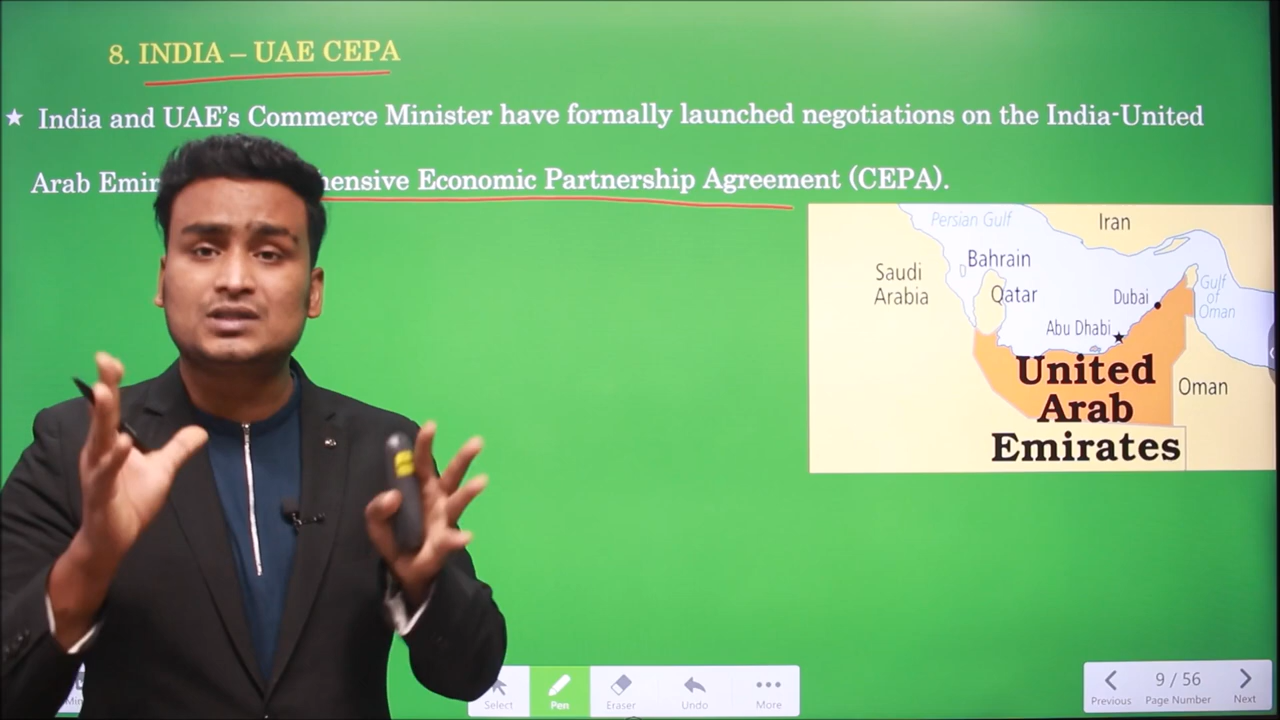 8. INDIA – UAE CEPA
★ India and UAE's Commerce Minister have formally launched negotiations on the India-United
Arab Economic Partnership Agreement (CEPA).
Persian Gulf
Iran
Bahrain
Saudi
Arabia
Qatar
Dubai
Gulf
of
Oman
Abu Dhabi
United
Arab
Emirates
Oman
Select
Pen
Eraser
Undo
More
9 / 56
Previous
Page Number
Next